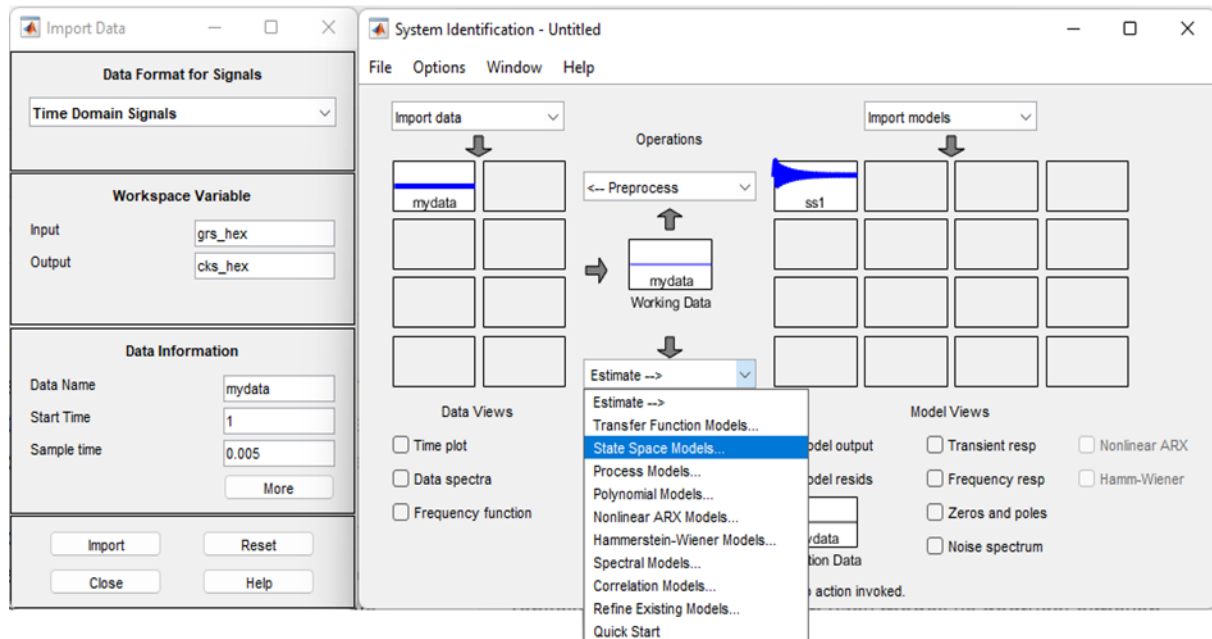 Import Data
Data Format for Signals
Time Domain Signals
Workspace Variable
Input
grs_hex
Output
cks_hex
Data Information
Data Name
mydata
Start Time
1
Sample time
0.005
More
Import
Reset
Close
Help
System Identification - Untitled
File Options Window Help
Import data
Import models
Operations
mydata
<-- Preprocess
ss1
mydata
Working Data
Estimate -->
Estimate -->
Transfer Function Models...
State Space Models...
Process Models...
Polynomial Models...
Nonlinear ARX Models...
Hammerstein-Wiener Models...
Spectral Models...
Correlation Models...
Refine Existing Models...
Quick Start
Data Views
Time plot
Data spectra
Frequency function
Model Views
output
Transient resp
Nonlinear ARX
resids
Frequency resp
Hamm-Wiener
Zeros and poles
Noise spectrum
Data
action invoked.